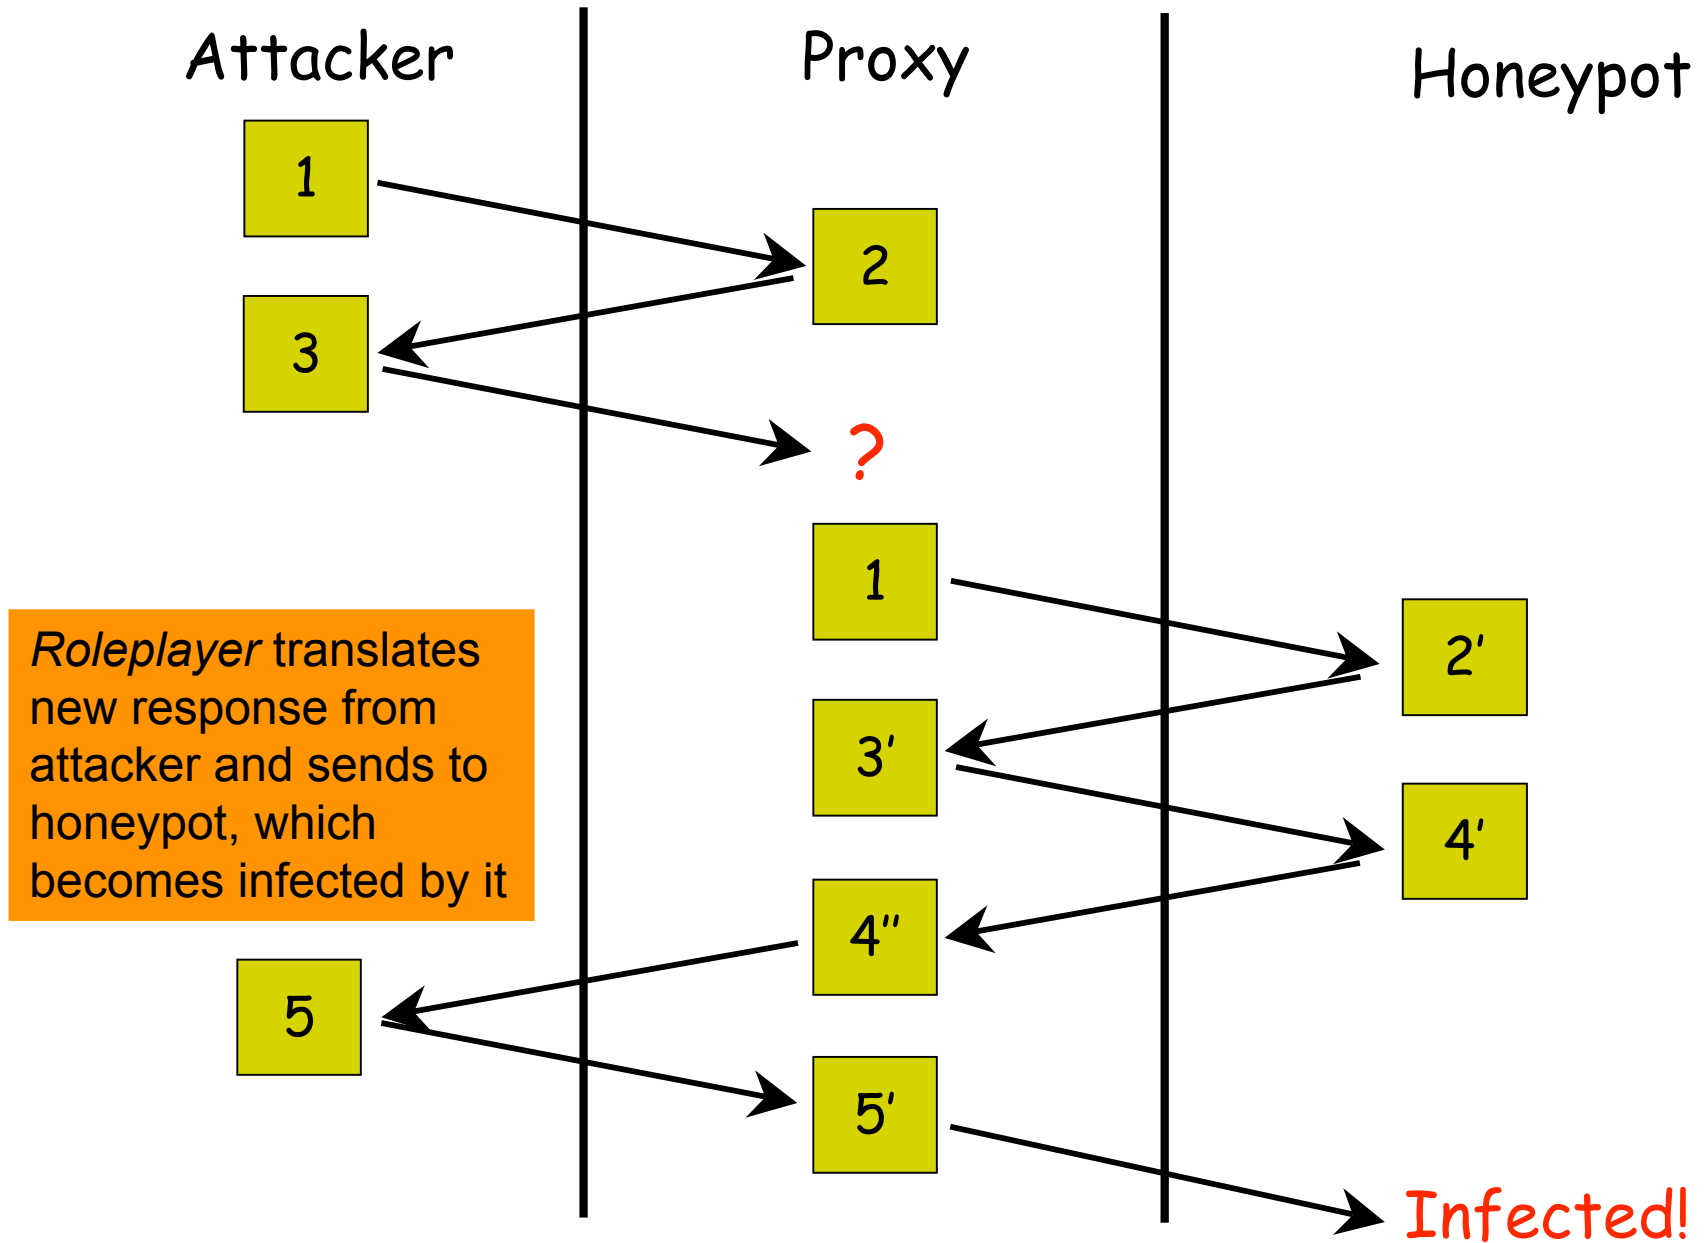 Attacker
Proxy
Honeypot
1
2
3
?
1
Roleplayer translates
new response from
attacker and sends to
honeypot, which
becomes infected by it
2'
3'
4'
4''
5
5'
Infected!